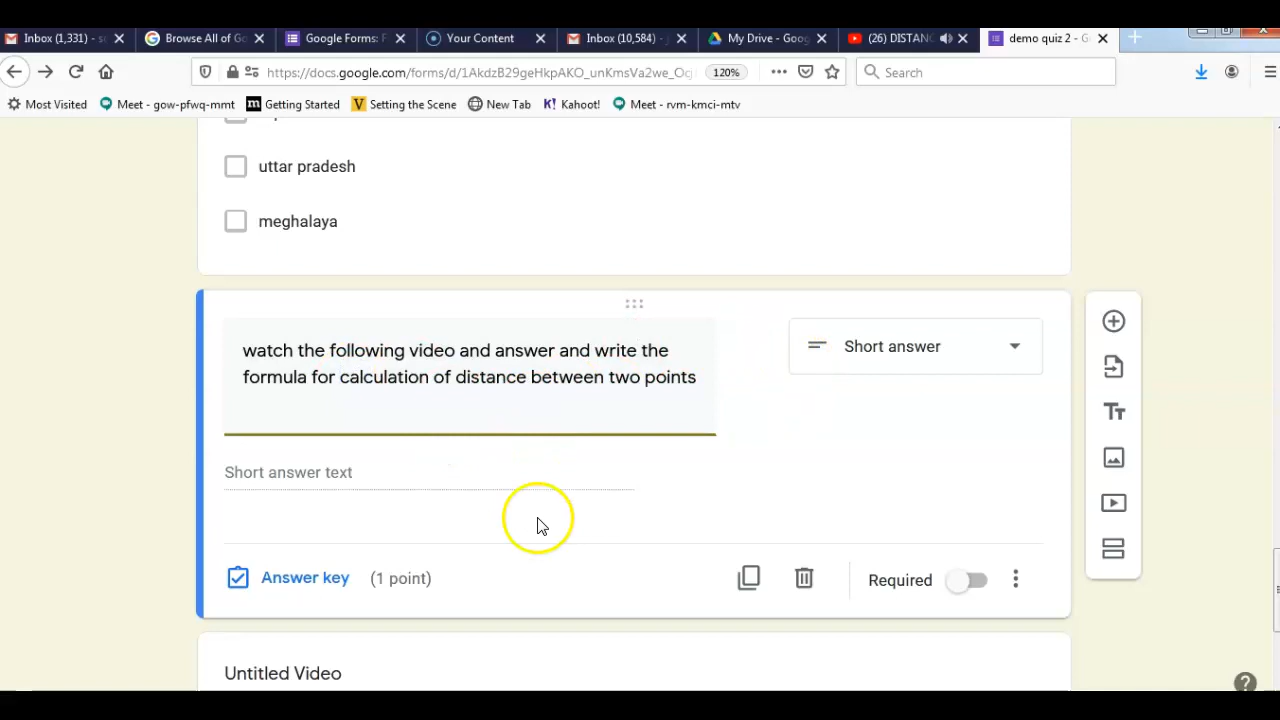 Inbox (1,331) - se
Browse All of Go
Google Forms: F
Your Content
Inbox (10,584) - j
My Drive - Goog
(26) DISTAN
demo quiz 2 - G
https://docs.google.com/forms/d/1AkdzB29geHkpAKO_unKmsVa2we_Og
120%
Search
Most Visited
Meet - gow-pfwq-mmt
Getting Started
Setting the Scene
New Tab
Kahoot!
Meet - rvm-kmci-mtv
uttar pradesh
meghalaya
watch the following video and answer and write the
formula for calculation of distance between two points
Short answer
Short answer text
Answer key (1 point)
Required
Untitled Video